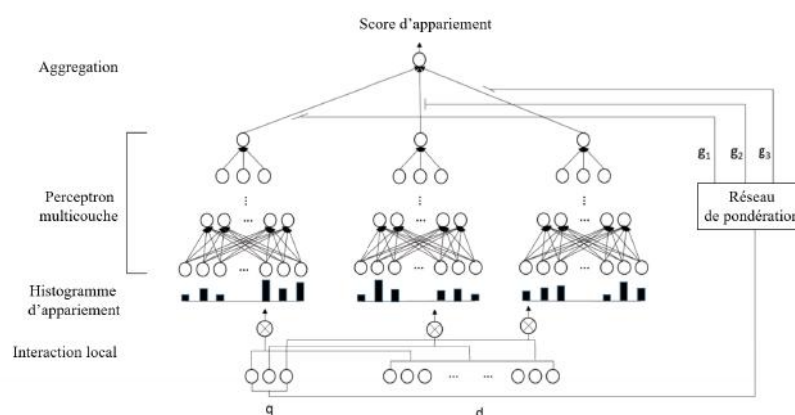 Score d'appariement
Aggregation
g₁
g₂
g₃
Perceptron
multicouche
Réseau
de pondération
Histogramme
d'appariement
Interaction local
q
d